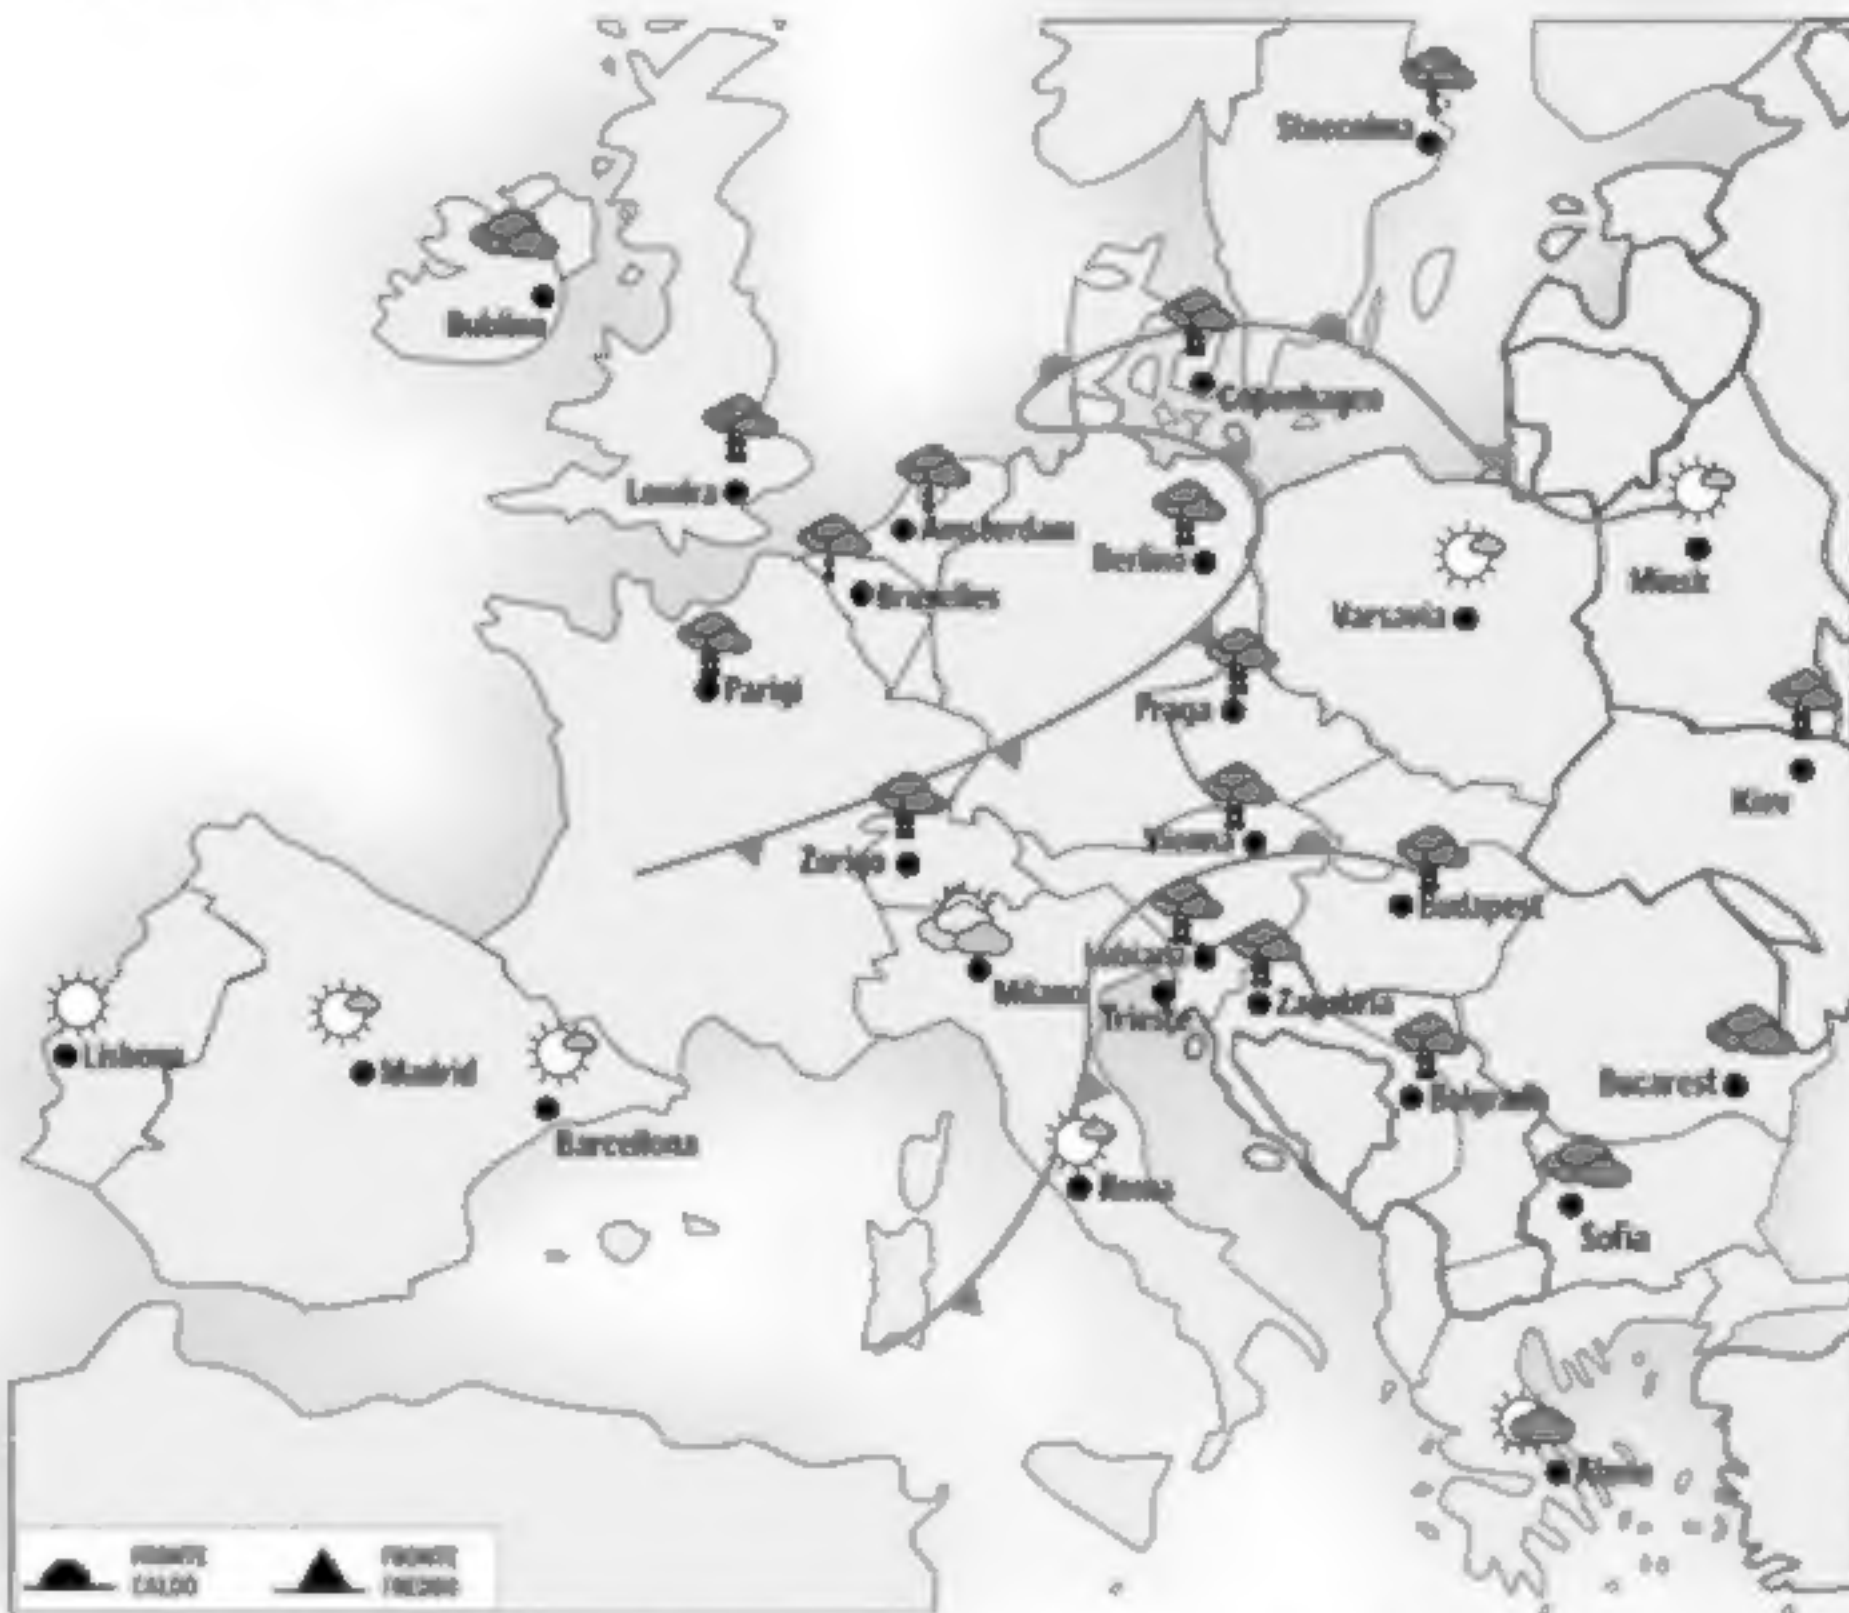 Stoccolma
Dublino
Copenhagen
Londra
Amsterdam
Berlino
Bruxelles
Minsk
Varsavia
Parigi
Praga
Kiev
Vienna
Zurigo
Budapest
Lubiana
Milano
Zagabria
Trieste
Lisbona
Madrid
Bucarest
Belgrado
Barcellona
Roma
Sofia
Atene
FRONTE
CALDO
FRONTE
FREDDO